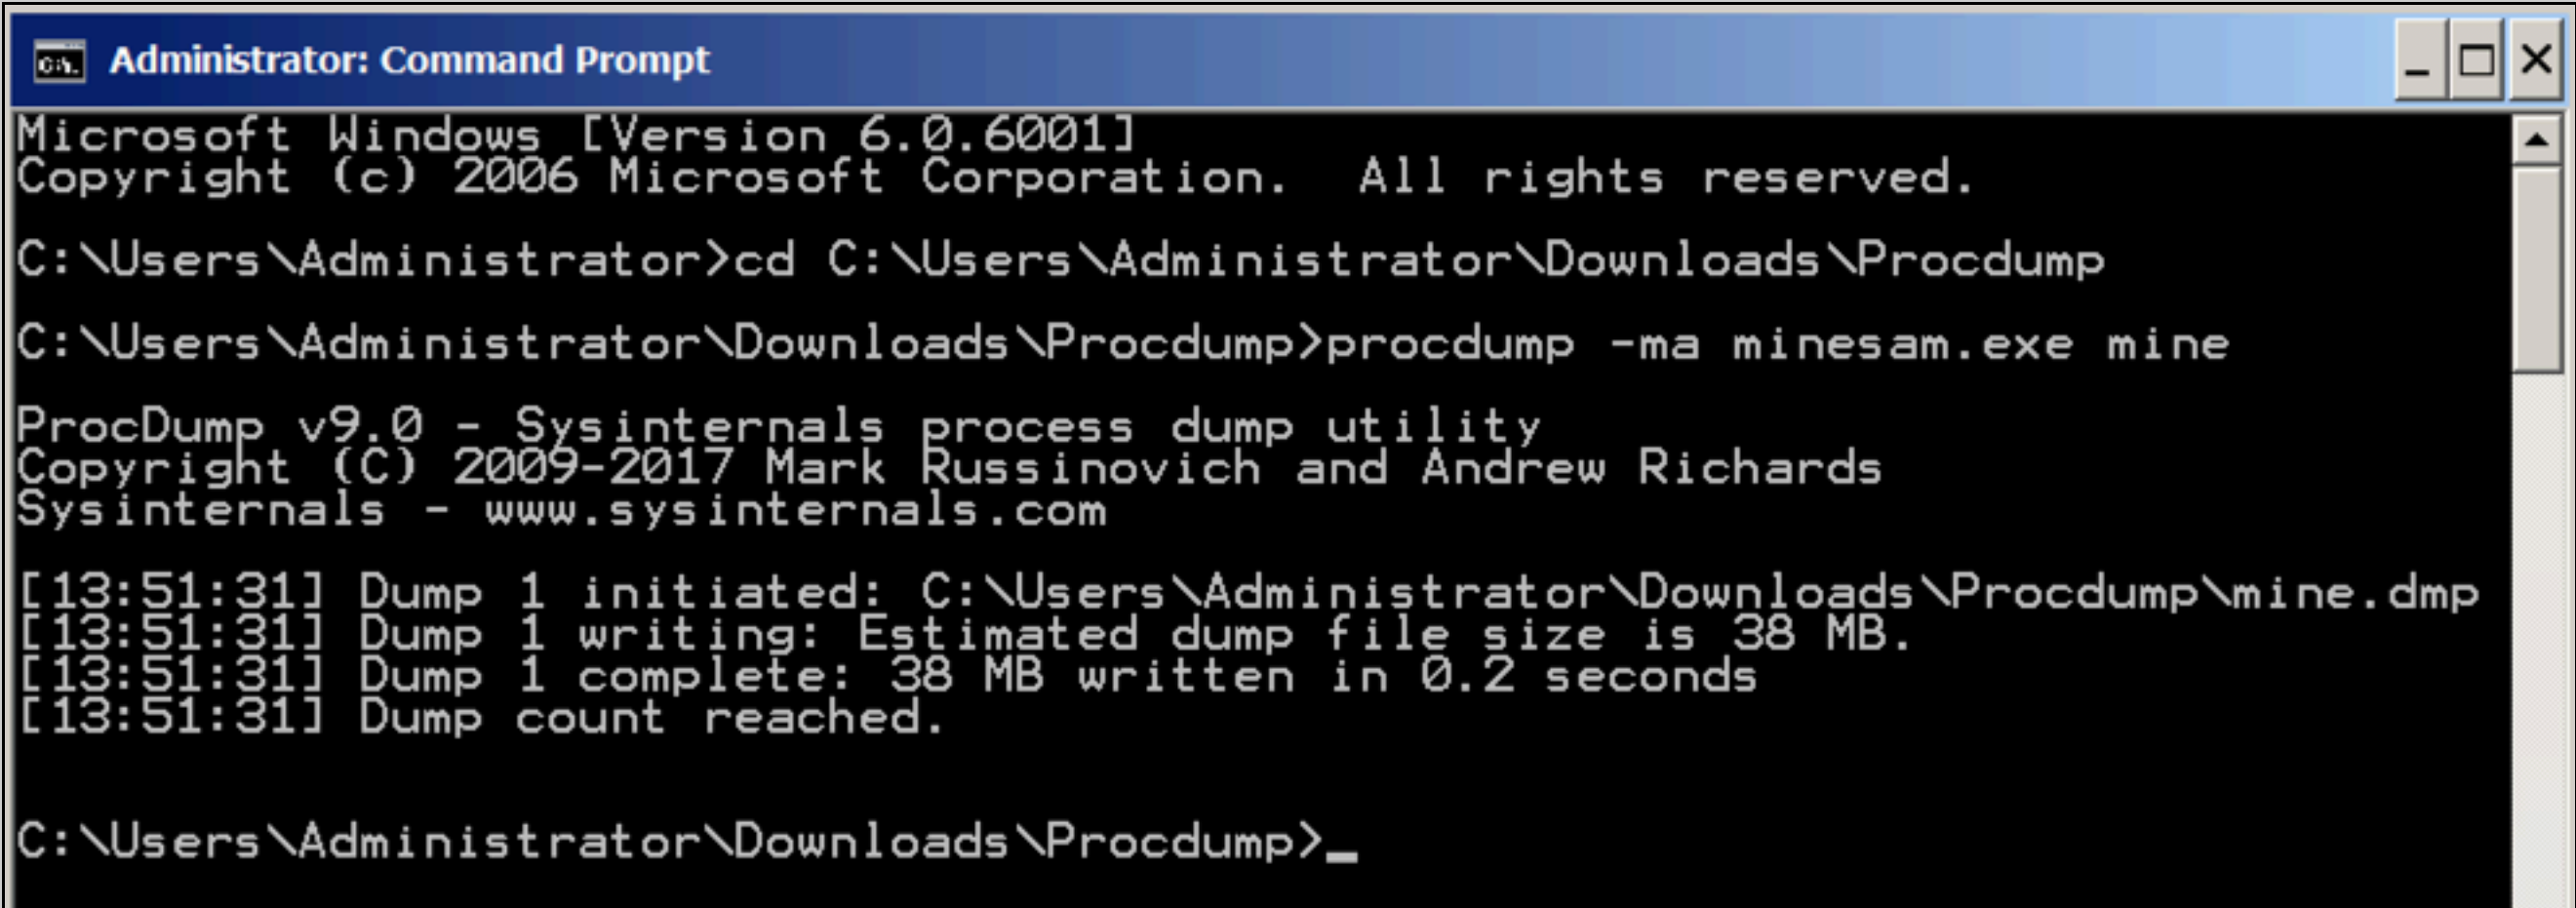 Administrator: Command Prompt
Microsoft Windows [Version 6.0.6001]
Copyright (c) 2006 Microsoft Corporation.  All rights reserved.
C:\Users\Administrator>cd C:\Users\Administrator\Downloads\Procdump
C:\Users\Administrator\Downloads\Procdump>procdump -ma minesam.exe mine
ProcDump v9.0 - Sysinternals process dump utility
Copyright (C) 2009-2017 Mark Russinovich and Andrew Richards
Sysinternals - www.sysinternals.com
[13:51:31] Dump 1 initiated: C:\Users\Administrator\Downloads\Procdump\mine.dmp
[13:51:31] Dump 1 writing: Estimated dump file size is 38 MB.
[13:51:31] Dump 1 complete: 38 MB written in 0.2 seconds
[13:51:31] Dump count reached.
C:\Users\Administrator\Downloads\Procdump>_